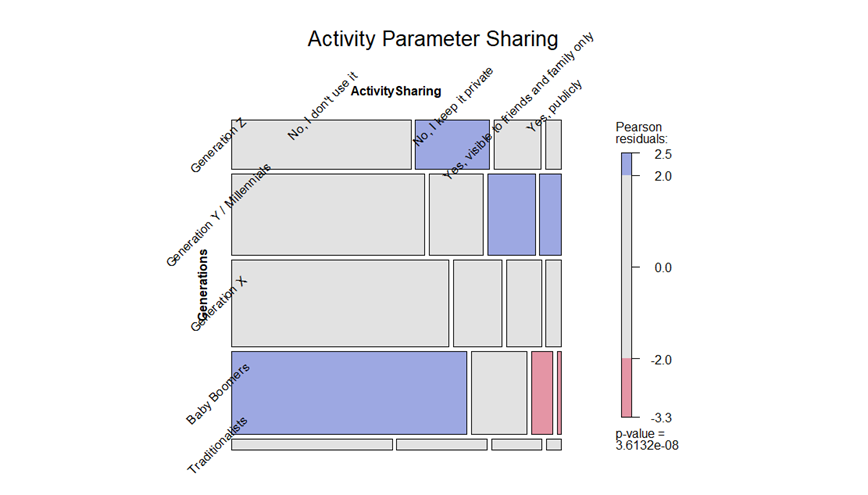 Activity Parameter Sharing
ActivitySharing
No, I don't use it
No, I keep it private
Yes, visible to friends and family only
Yes, publicly
Generations
Generation Z
Generation Y / Millennials
Generation X
Baby Boomers
Traditionalists
Pearson
residuals:
2.5
2.0
0.0
-2.0
-3.3
p-value =
3.6132e-08